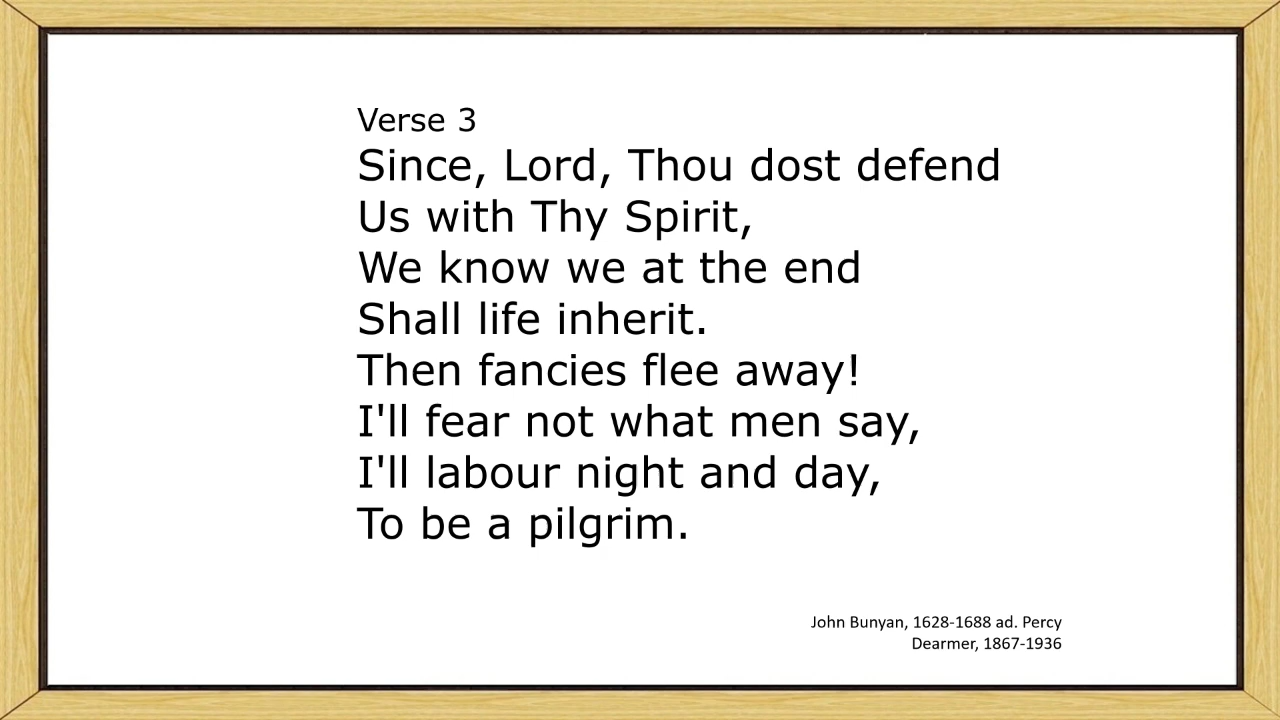 Verse 3
Since, Lord, Thou dost defend
Us with Thy Spirit,
We know we at the end
Shall life inherit.
Then fancies flee away!
I'll fear not what men say,
I'll labour night and day,
To be a pilgrim.
John Bunyan, 1628-1688 ad. Percy
Dearmer, 1867-1936